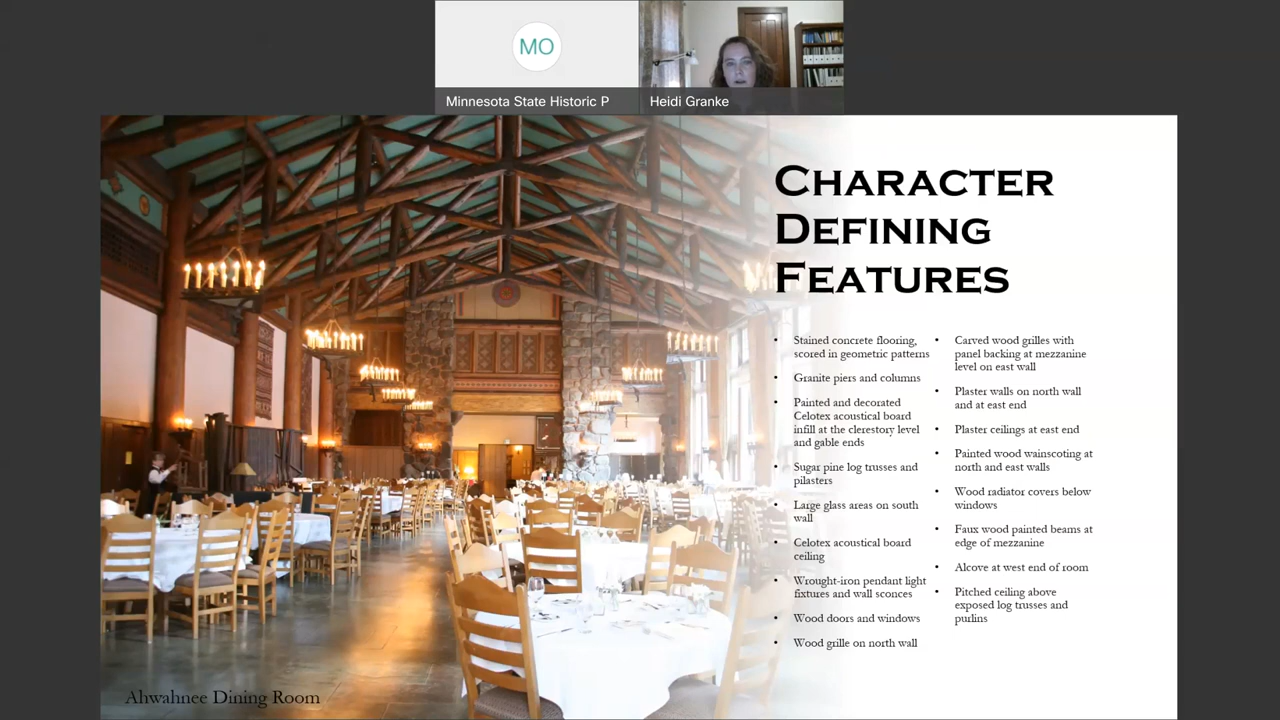 MO
Minnesota State Historic P
Heidi Granke
Character
Defining
Features
• Stained concrete flooring,
scored in geometric patterns
• Granite piers and columns
• Painted and decorated
Celotex acoustical board
infill at the clerestory level
and gable ends
• Sugar pine log trusses and
pilasters
• Large glass areas on south
wall
• Celotex acoustical board
ceiling
• Wrought-iron pendant light
fixtures and wall sconces
• Wood doors and windows
• Wood grille on north wall
• Carved wood grilles with
panel backing at mezzanine
level on east wall
• Plaster walls on north wall
and at east end
• Plaster ceilings at east end
• Painted wood wainscoting at
north and east walls
• Wood radiator covers below
windows
• Faux wood painted beams at
edge of mezzanine
• Alcove at west end of room
• Pitched ceiling above
exposed log trusses and
purlins
Ahwahnee Dining Room